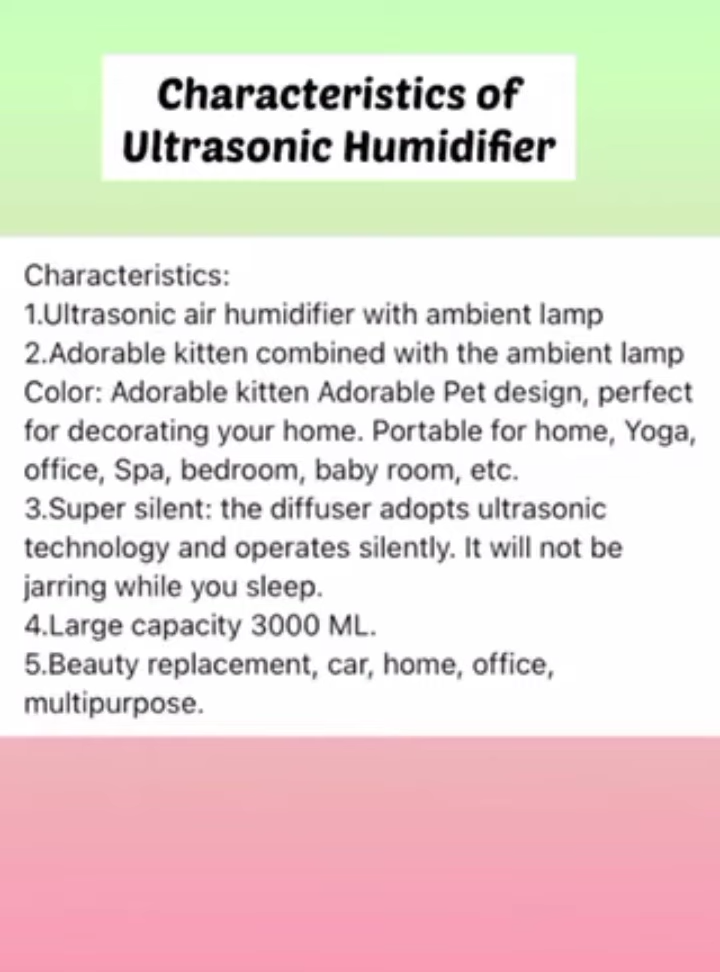 Characteristics of
Ultrasonic Humidifier
Characteristics:
1.Ultrasonic air humidifier with ambient lamp
2.Adorable kitten combined with the ambient lamp
Color: Adorable kitten Adorable Pet design, perfect
for decorating your home. Portable for home, Yoga,
office, Spa, bedroom, baby room, etc.
3.Super silent: the diffuser adopts ultrasonic
technology and operates silently. It will not be
jarring while you sleep.
4.Large capacity 3000 ML.
5.Beauty replacement, car, home, office,
multipurpose.